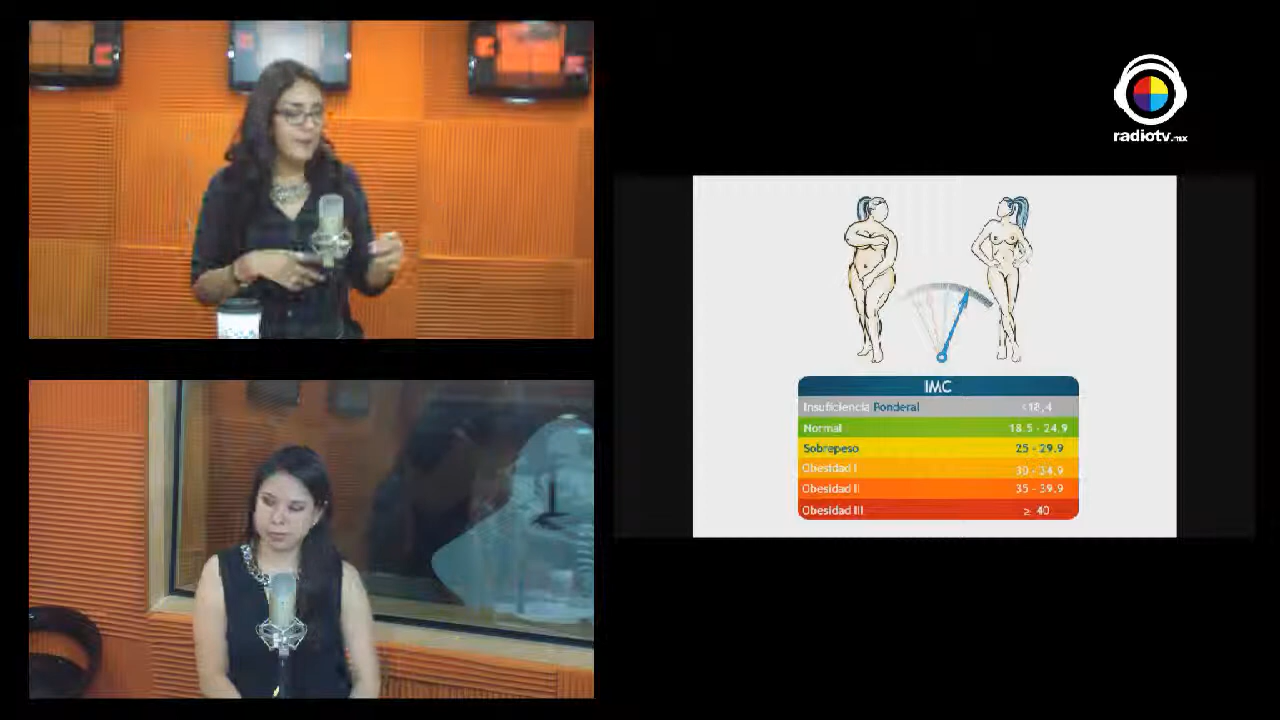 radiotv.mx
IMC
Insuficiencia Ponderal <18,4
Normal 18.5 - 24.9
Sobrepeso 25 - 29.9
Obesidad I 30 - 34.9
Obesidad II 35 - 39.9
Obesidad III ≥ 40